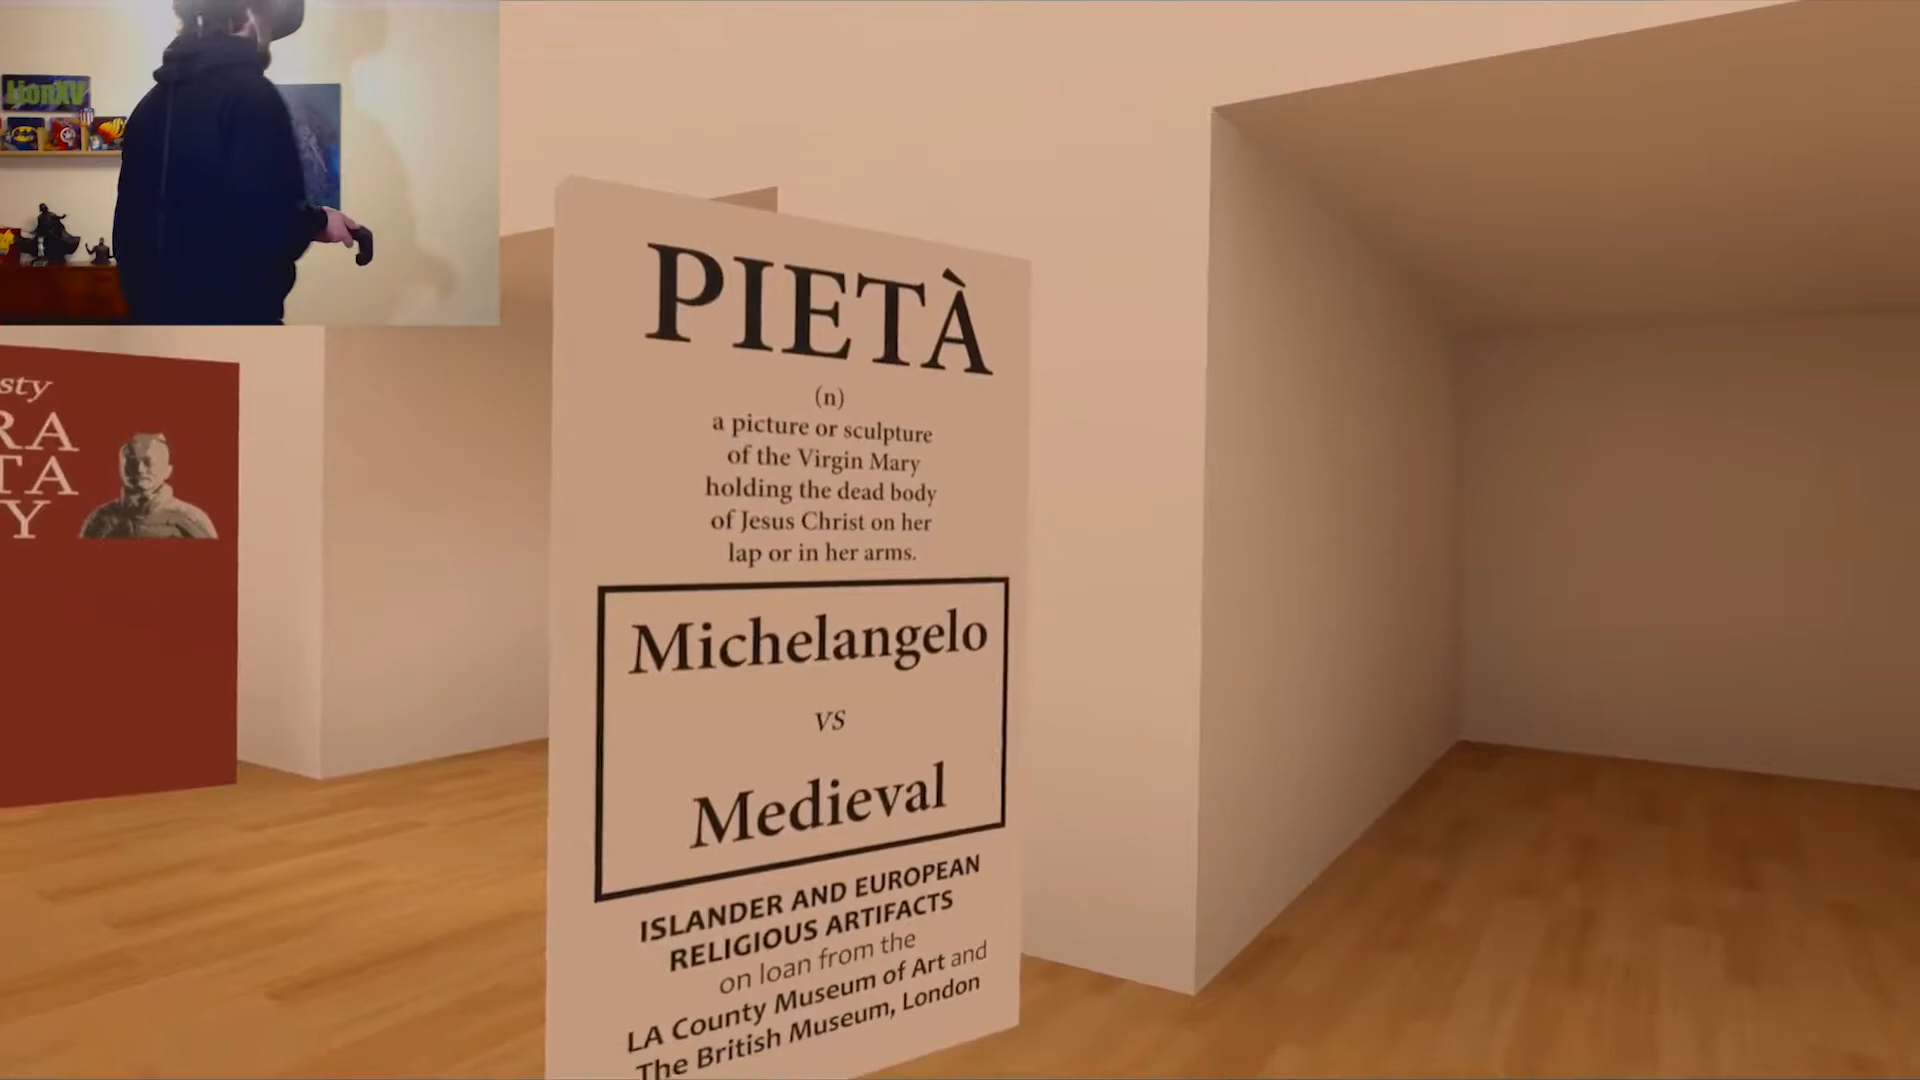 LionXV
sty
RA
TA
Y
PIETÀ
(n)
a picture or sculpture
of the Virgin Mary
holding the dead body
of Jesus Christ on her
lap or in her arms.
Michelangelo
vs
Medieval
ISLANDER AND EUROPEAN
RELIGIOUS ARTIFACTS
on loan from the
LA County Museum of Art and
The British Museum, London